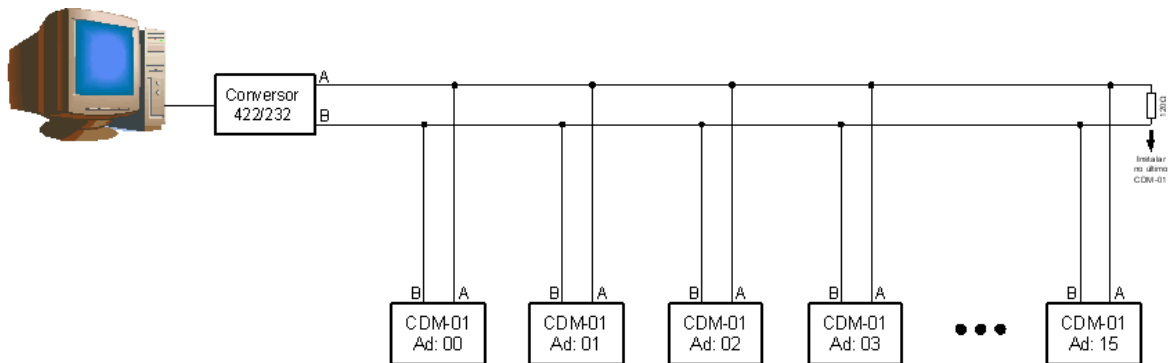 A
Conversor
422/232
B
120Ω
Instalar
no último
CDM-01
B A
CDM-01
Ad: 00
B A
CDM-01
Ad: 01
B A
CDM-01
Ad: 02
B A
CDM-01
Ad: 03
B A
CDM-01
Ad: 15